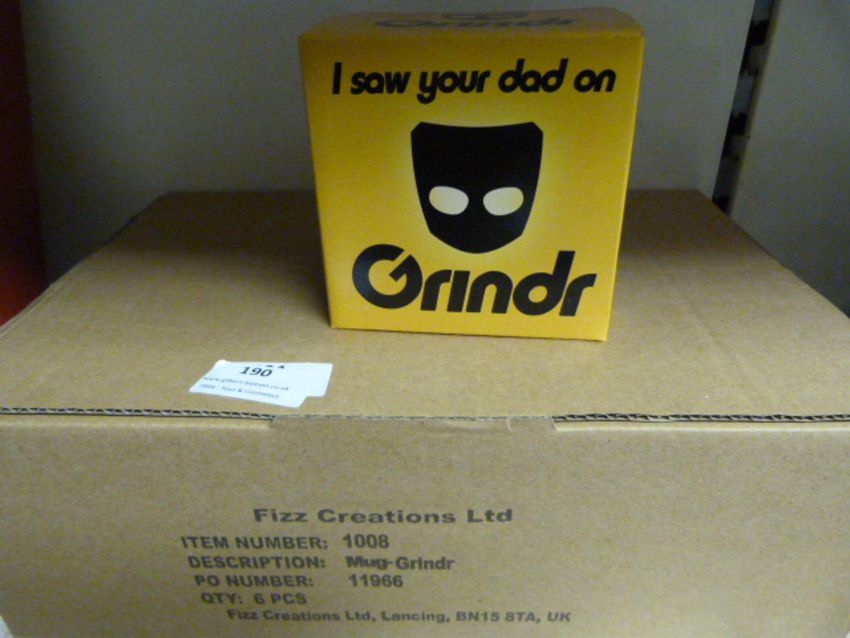 Grindr
I saw your dad on
Grindr
190
Fizz Creations Ltd
ITEM NUMBER: 1008
DESCRIPTION: Mug-Grindr
PO NUMBER: 11966
QTY: 6 PCS
Fizz Creations Ltd, Lancing, BN15 8TA, UK